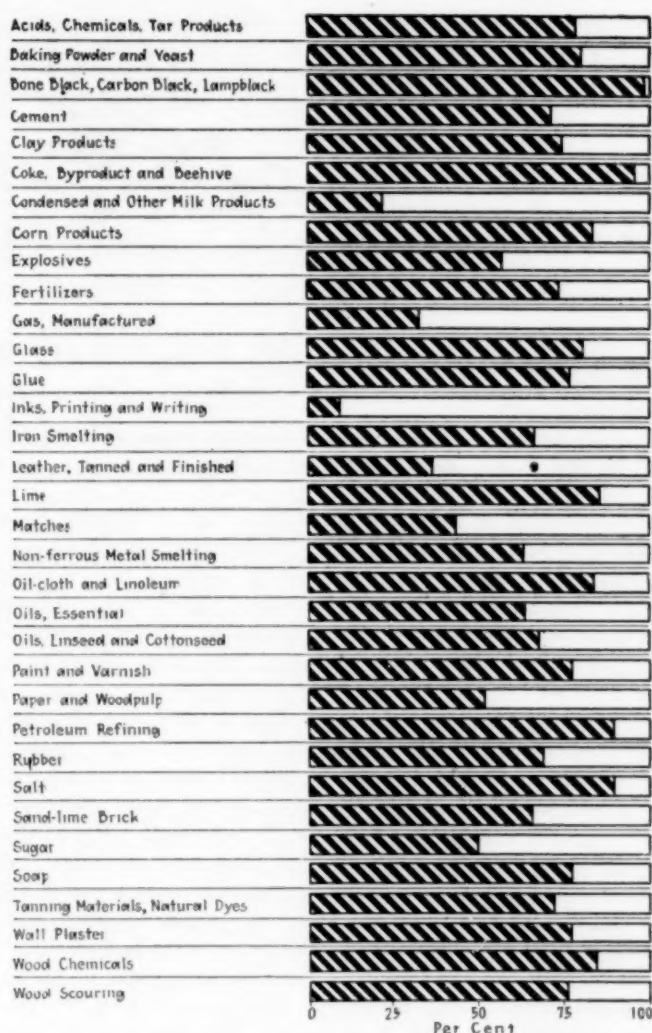 Acids, Chemicals, Tar Products
Baking Powder and Yeast
Bone Black, Carbon Black, Lampblack
Cement
Clay Products
Coke, Byproduct and Beehive
Condensed and Other Milk Products
Corn Products
Explosives
Fertilizers
Gas, Manufactured
Glass
Glue
Inks, Printing and Writing
Iron Smelting
Leather, Tanned and Finished
Lime
Matches
Non-ferrous Metal Smelting
Oil-cloth and Linoleum
Oils, Essential
Oils, Linseed and Cottonseed
Paint and Varnish
Paper and Woodpulp
Petroleum Refining
Rubber
Salt
Sand-lime Brick
Sugar
Soap
Tanning Materials, Natural Dyes
Wall Plaster
Wood Chemicals
Wood Scouring
0 25 50 75 100
Per Cent